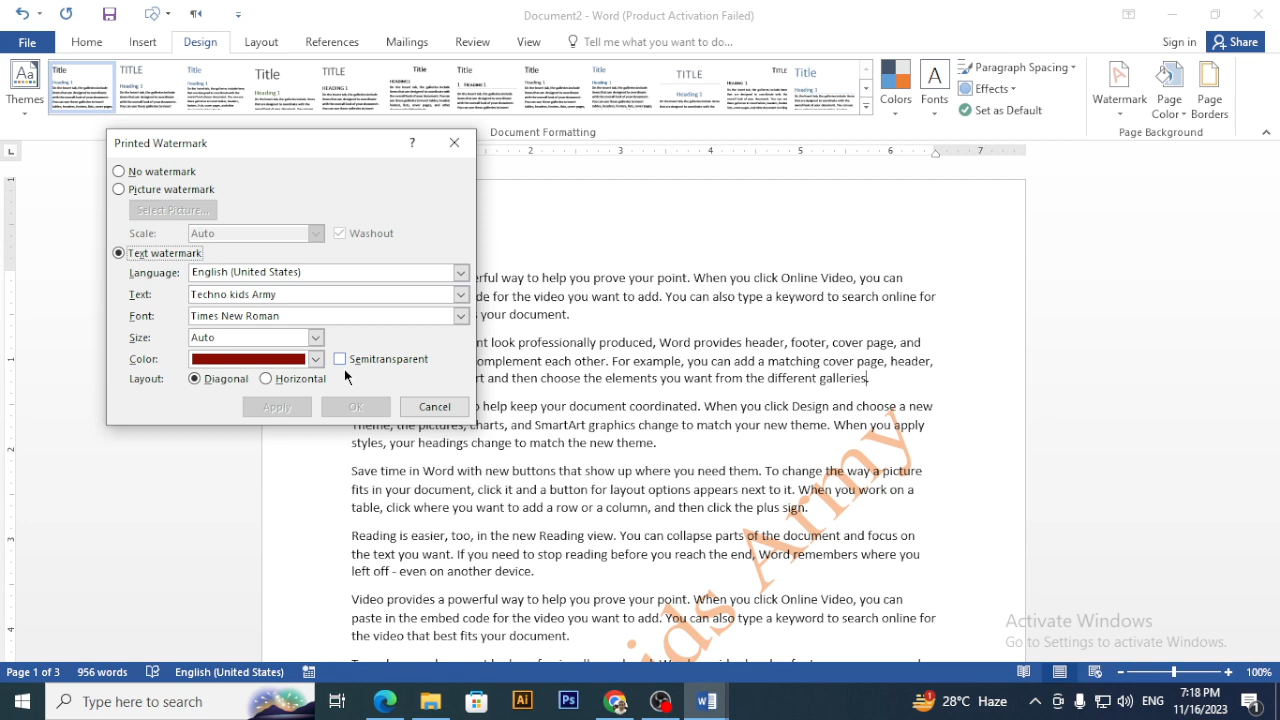 Document2 - Word (Product Activation Failed)
File Home Insert Design Layout References Mailings Review View Tell me what you want to do... Sign in Share
Themes
Colors
Fonts
Paragraph Spacing
Effects
Set as Default
Watermark
Page Color
Page Borders
Document Formatting
Page Background
Printed Watermark
No watermark
Picture watermark
Select Picture...
Scale: Auto Washout
Text watermark
Language: English (United States)
Text: Techno kids Army
Font: Times New Roman
Size: Auto
Color: Semitransparent
Layout: Diagonal Horizontal
Apply OK Cancel
2 3 4 5 6 7
way to help you prove your point. When you click Online Video, you can
for the video you want to add. You can also type a keyword to search online for
your document.
look professionally produced, Word provides header, footer, cover page, and
complement each other. For example, you can add a matching cover page, header,
and then choose the elements you want from the different galleries.
help keep your document coordinated. When you click Design and choose a new
Theme, the pictures, charts, and SmartArt graphics change to match your new theme. When you apply
styles, your headings change to match the new theme.
Save time in Word with new buttons that show up where you need them. To change the way a picture
fits in your document, click it and a button for layout options appears next to it. When you work on a
table, click where you want to add a row or a column, and then click the plus sign.
Reading is easier, too, in the new Reading view. You can collapse parts of the document and focus on
the text you want. If you need to stop reading before you reach the end, Word remembers where you
left off - even on another device.
Video provides a powerful way to help you prove your point. When you click Online Video, you can
paste in the embed code for the video you want to add. You can also type a keyword to search online for
the video that best fits your document.
ids Army
Activate Windows
Go to Settings to activate Windows.
Page 1 of 3 956 words English (United States) 100%
Type here to search
Ai
Ps
1
28°C Haze
ENG
1:18 PM
11/16/2023
1